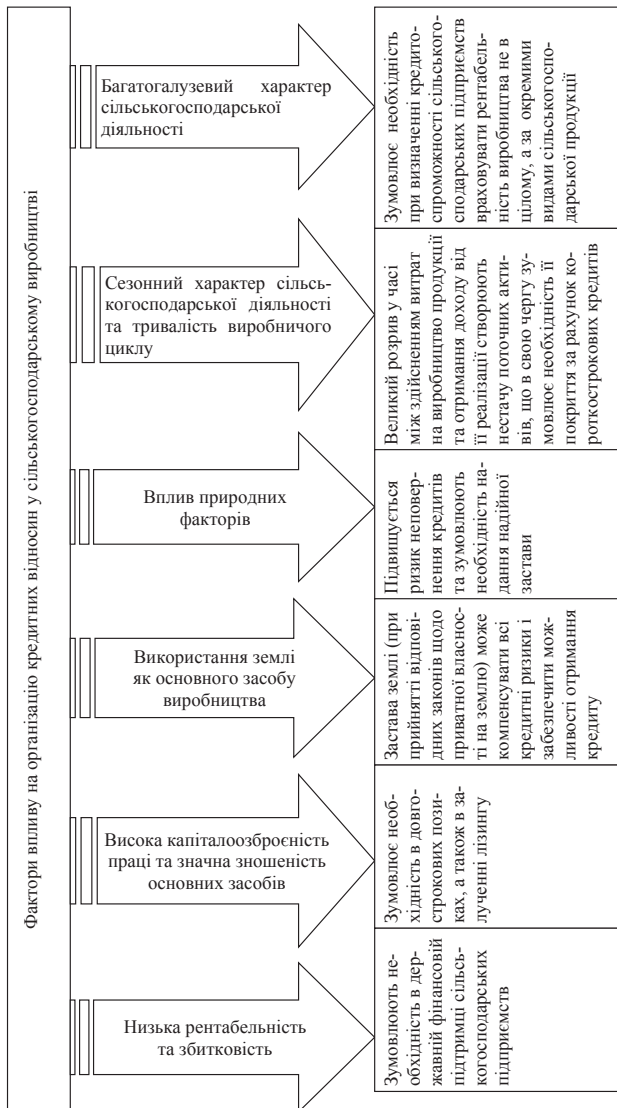 Фактори впливу на організацію кредитних відносин у сільськогосподарському виробництві
Багатогалузевий характер
сільськогосподарської
діяльності
Зумовлює необхідність
при визначенні кредито-
спроможності сільського-
сподарських підприємств
враховувати рентабель-
ність виробництва не в
цілому, а за окремими
видами сільськогоспо-
дарської продукції
Сезонний характер сільсь-
когосподарської діяльності
та тривалість виробничого
циклу
Великий розрив у часі
між здійсненням витрат
на виробництво продукції
та отримання доходу від
її реалізації створюють
нестачу поточних акти-
вів, що в свою чергу зу-
мовлює необхідність її
покриття за рахунок ко-
роткострокових кредитів
Вплив природних
факторів
Підвищується
ризик неповер-
нення кредитів
та зумовлюють
необхідність на-
дання надійної
застави
Використання землі
як основного засобу
виробництва
Застава землі (при
прийнятті відпові-
дних законів щодо
приватної власнос-
ті на землю) може
компенсувати всі
кредитні ризики і
забезпечити мож-
ливості отримання
кредиту
Висока капіталоозброєність
праці та значна зношеність
основних засобів
Зумовлює необ-
хідність в довго-
строкових пози-
ках, а також в за-
лученні лізингу
Низька рентабельність
та збитковість
Зумовлюють не-
обхідність в дер-
жавній фінансовій
підтримці сільсь-
когосподарських
підприємств